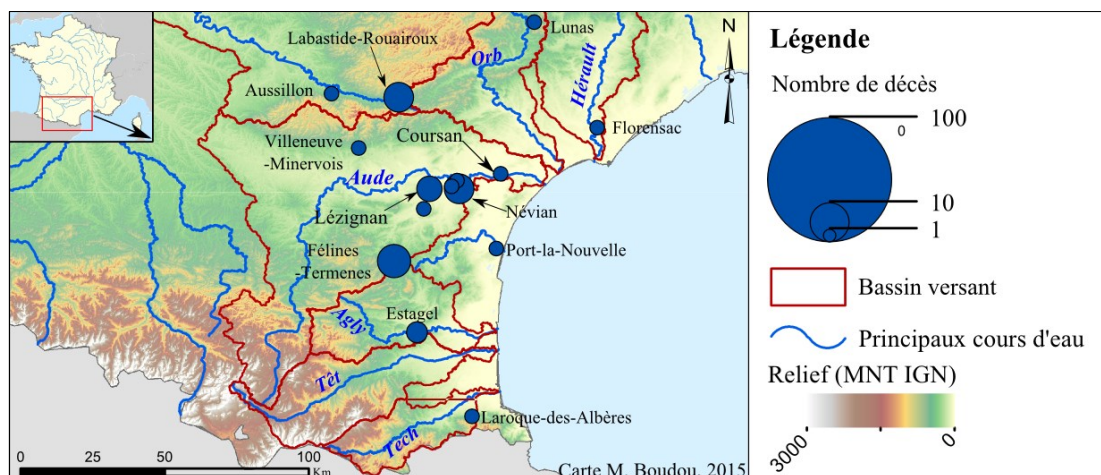 Lunas
Labastide-Rouairoux
Orb
Hérault
N
Aussillon
Florensac
Villeneuve
-Minervois
Coursan
Aude
Lézignan
Névian
Félines
-Termenes
Port-la-Nouvelle
Agly
Estagel
Têt
Laroque-des-Albères
Tech
0 25 50 100
Km
Carte M. Boudou, 2015
Légende
Nombre de décès
100
0
10
1
Bassin versant
Principaux cours d'eau
Relief (MNT IGN)
3000
0